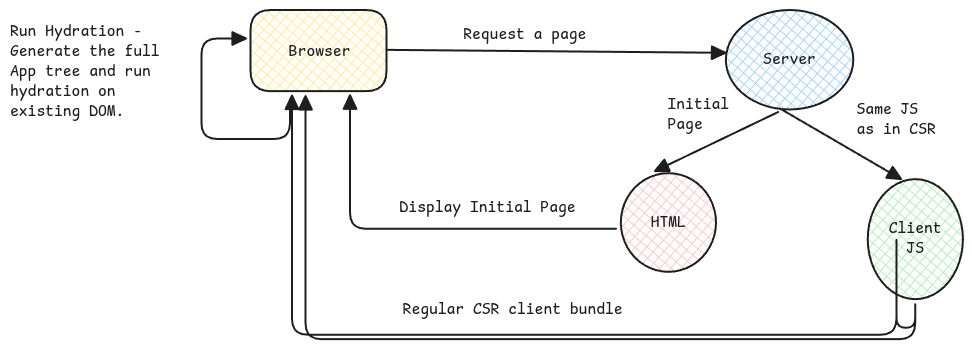 Run Hydration -
Generate the full
App tree and run
hydration on
existing DOM.
Browser
Request a page
Server
Initial
Page
Same JS
as in CSR
Display Initial Page
HTML
Client
JS
Regular CSR client bundle